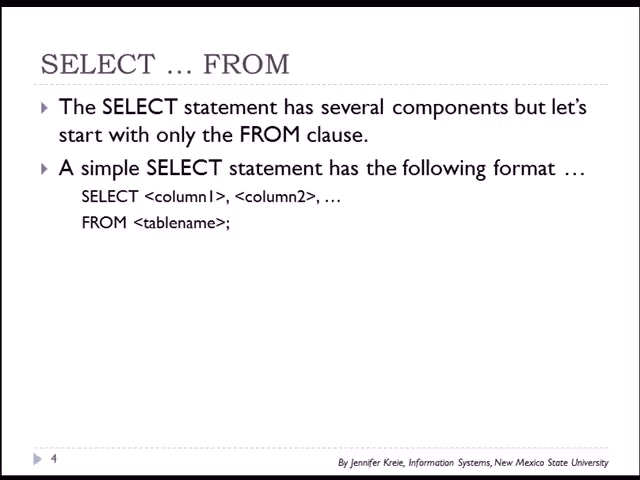 SELECT … FROM
The SELECT statement has several components but let's
start with only the FROM clause.
A simple SELECT statement has the following format …
SELECT <column1>, <column2>, …
FROM <tablename>;
4
By Jennifer Kreie, Information Systems, New Mexico State University